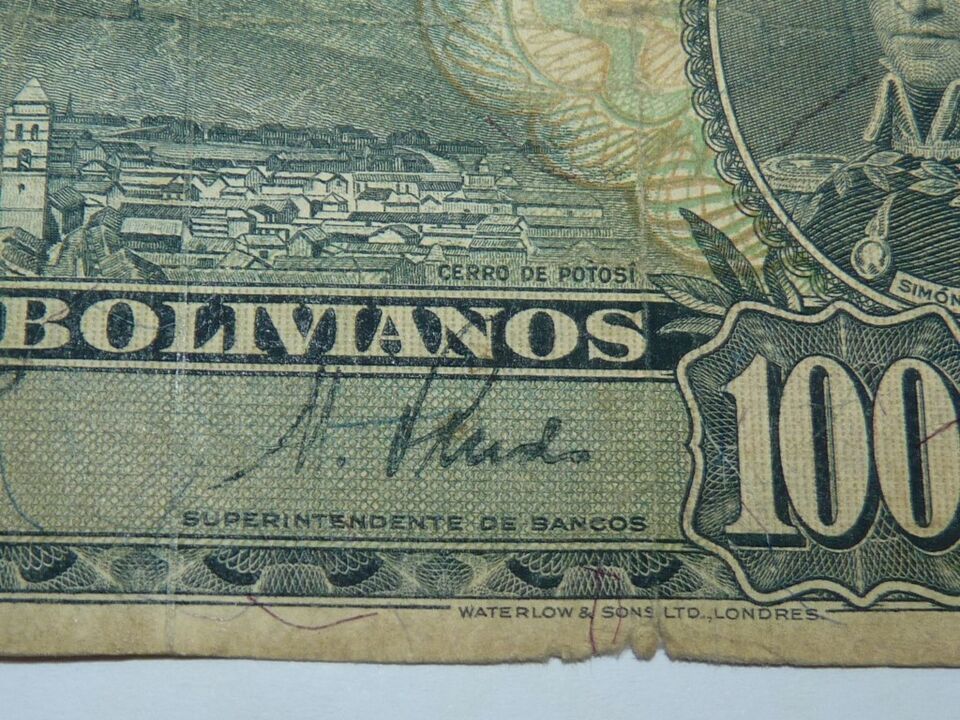 CERRO DE POTOSÍ
SIMÓN
BOLIVIANOS
100
SUPERINTENDENTE DE BANCOS
WATERLOW & SONS LTD., LONDRES.